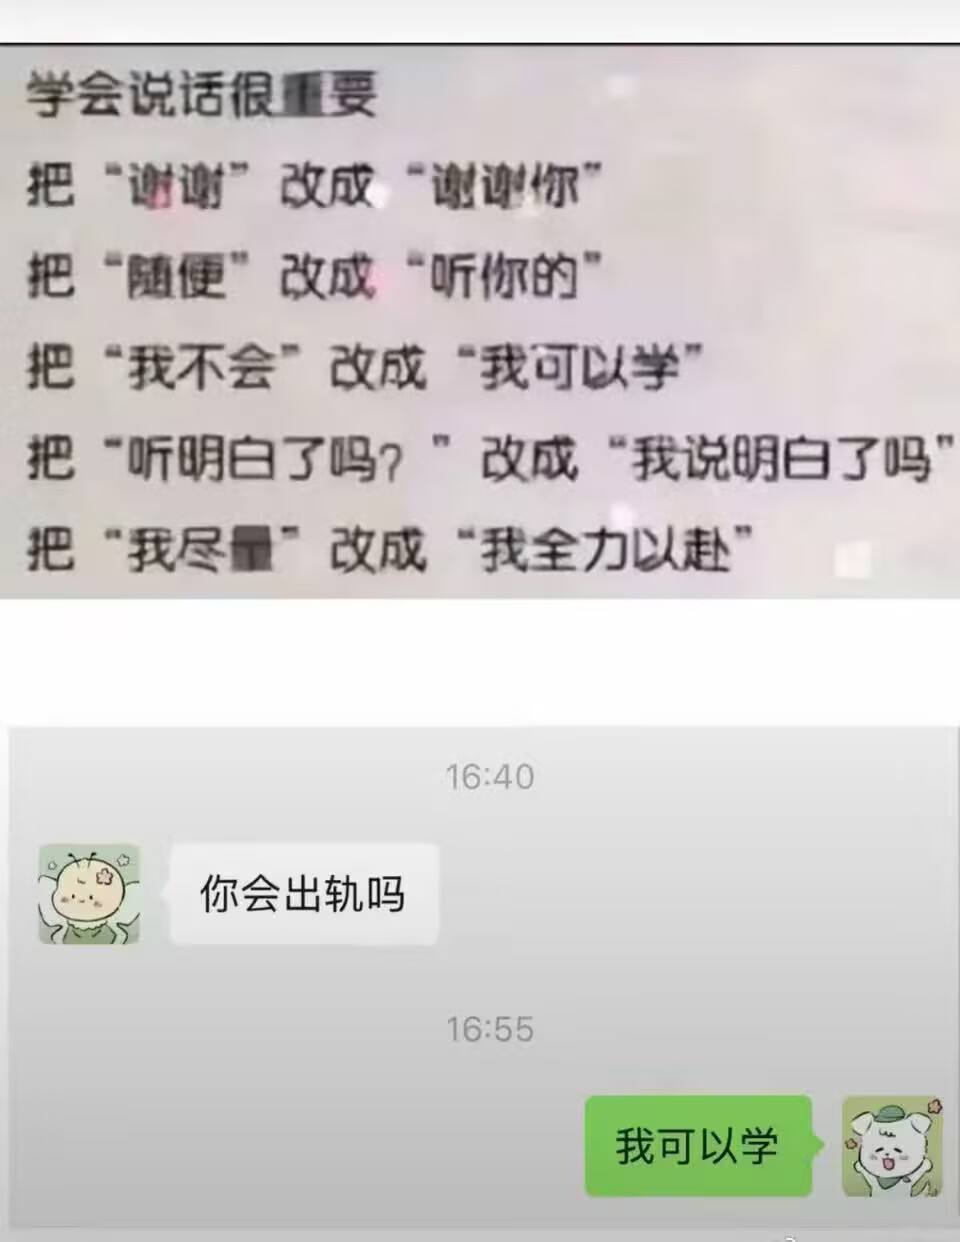 学会说话很重要
把“谢谢”改成“谢谢你”
把“随便”改成“听你的”
把“我不会”改成“我可以学”
把“听明白了吗？”改成“我说明白了吗”
把“我尽量”改成“我全力以赴”
16:40
你会出轨吗
16:55
我可以学